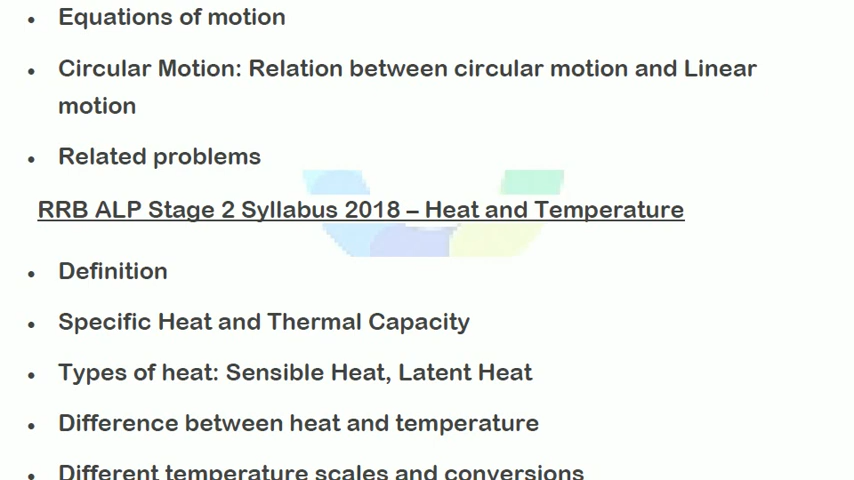 • Equations of motion
• Circular Motion: Relation between circular motion and Linear
motion
• Related problems
RRB ALP Stage 2 Syllabus 2018 – Heat and Temperature
• Definition
• Specific Heat and Thermal Capacity
• Types of heat: Sensible Heat, Latent Heat
• Difference between heat and temperature
• Different temperature scales and conversions